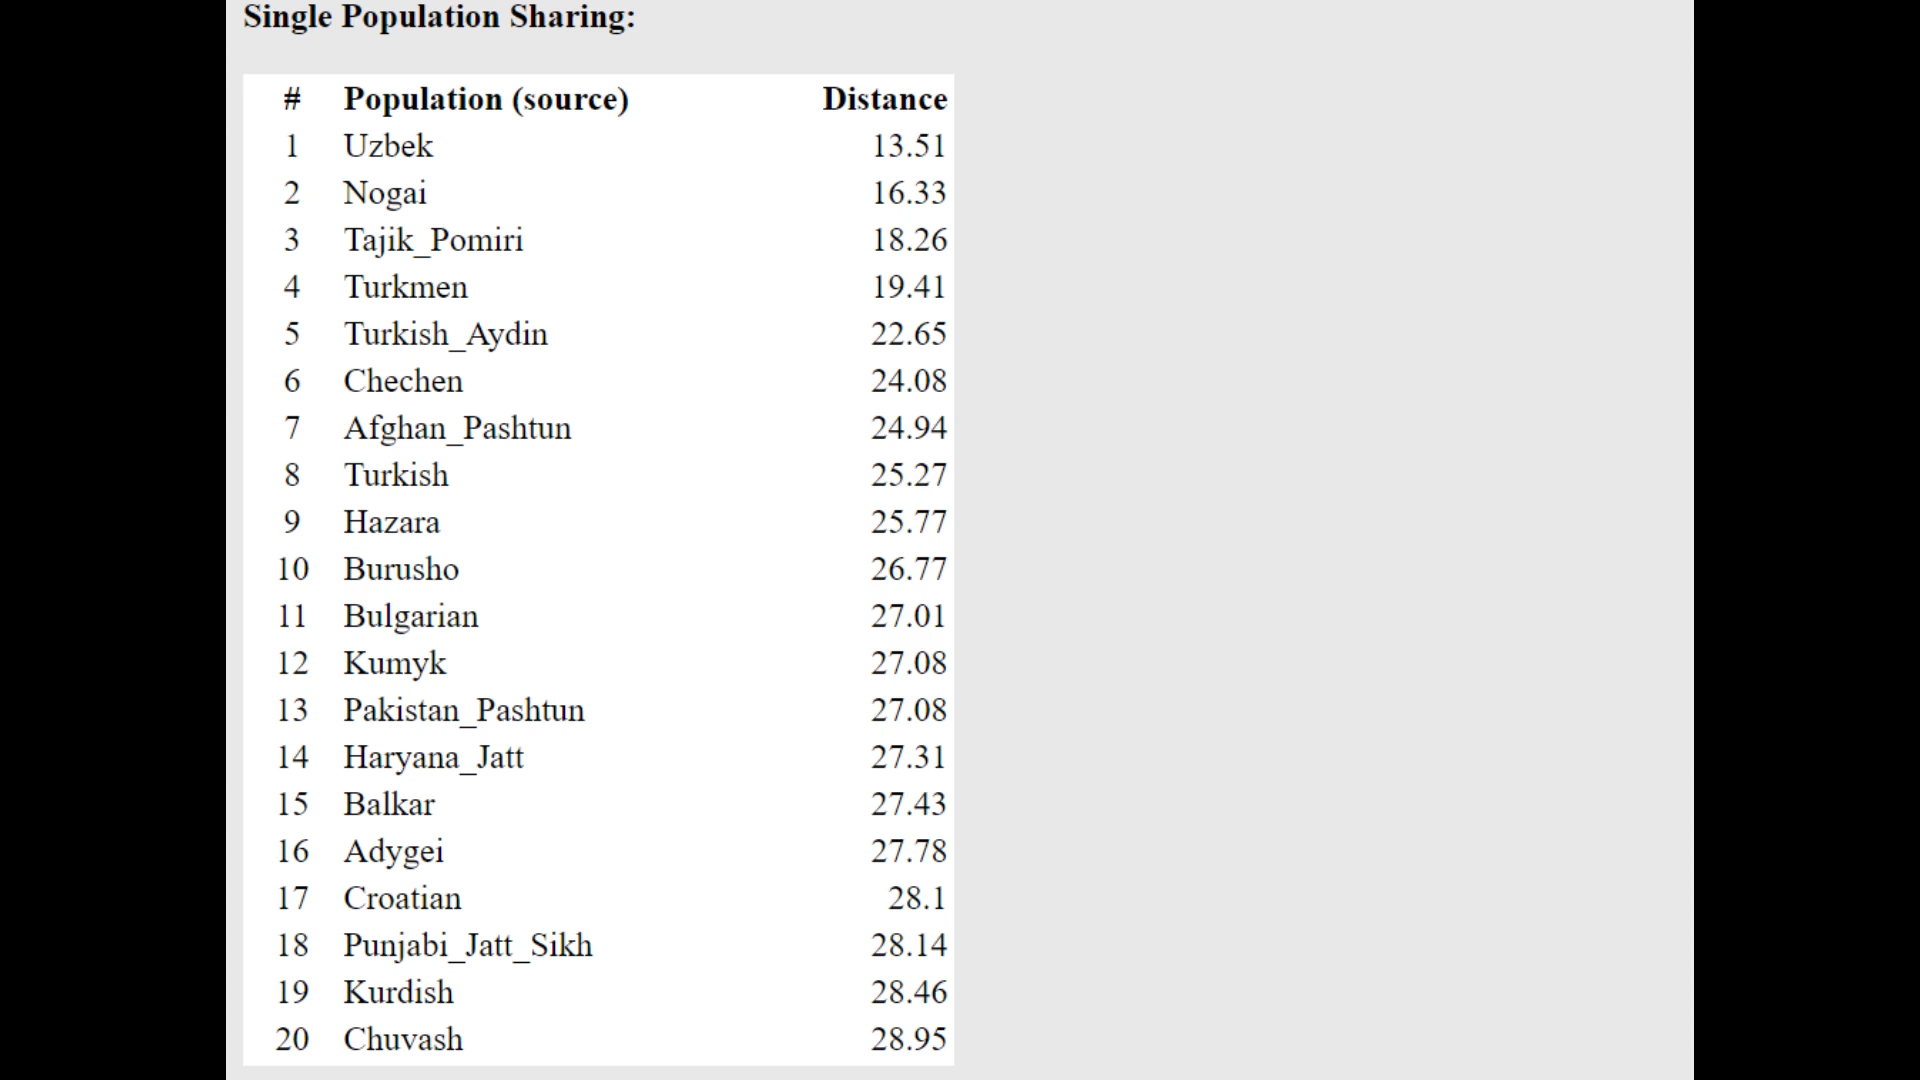 Single Population Sharing:
# Population (source) Distance
1 Uzbek 13.51
2 Nogai 16.33
3 Tajik_Pomiri 18.26
4 Turkmen 19.41
5 Turkish_Aydin 22.65
6 Chechen 24.08
7 Afghan_Pashtun 24.94
8 Turkish 25.27
9 Hazara 25.77
10 Burusho 26.77
11 Bulgarian 27.01
12 Kumyk 27.08
13 Pakistan_Pashtun 27.08
14 Haryana_Jatt 27.31
15 Balkar 27.43
16 Adygei 27.78
17 Croatian 28.1
18 Punjabi_Jatt_Sikh 28.14
19 Kurdish 28.46
20 Chuvash 28.95